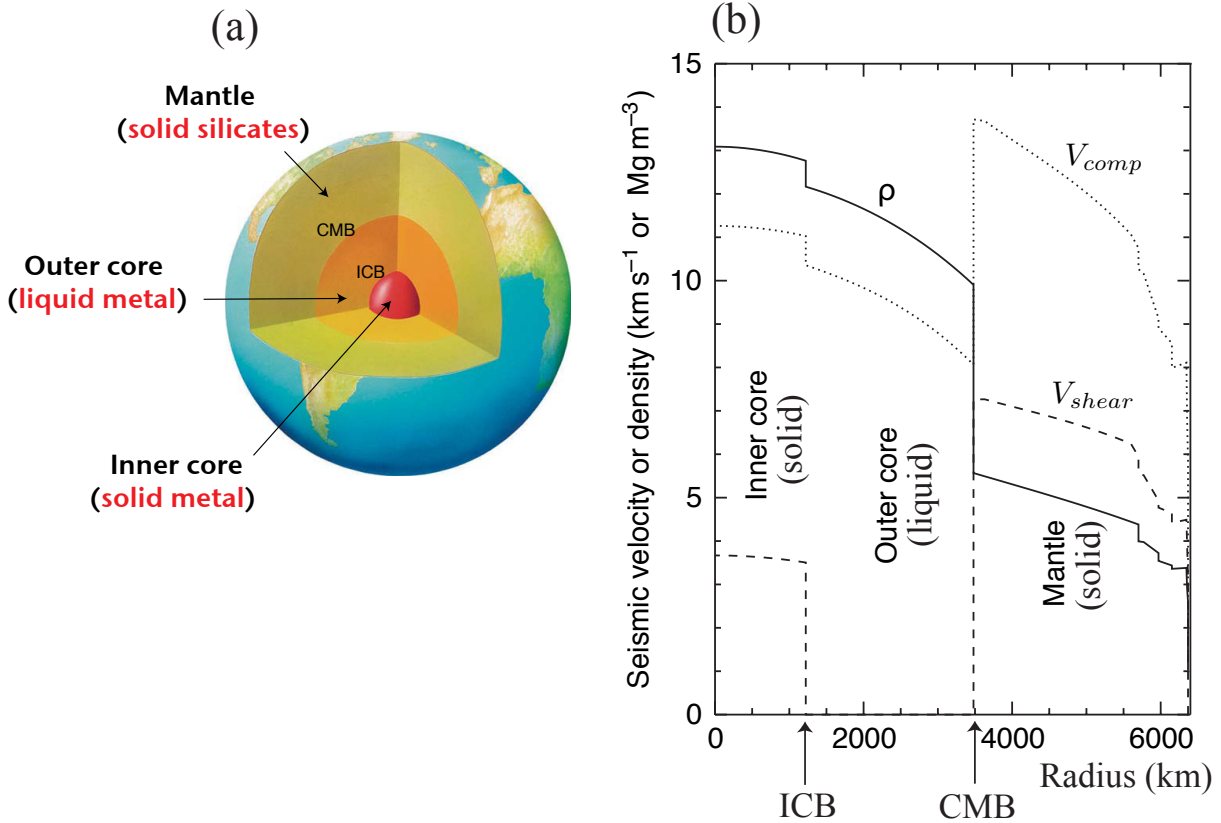 (a)
Mantle
(solid silicates)
CMB
ICB
Outer core
(liquid metal)
Inner core
(solid metal)
(b)
Seismic velocity or density (km s⁻¹ or Mg m⁻³)
15
10
5
0
ρ
V_comp
V_shear
Inner core
(solid)
Outer core
(liquid)
Mantle
(solid)
0
2000
4000
6000
Radius (km)
ICB
CMB